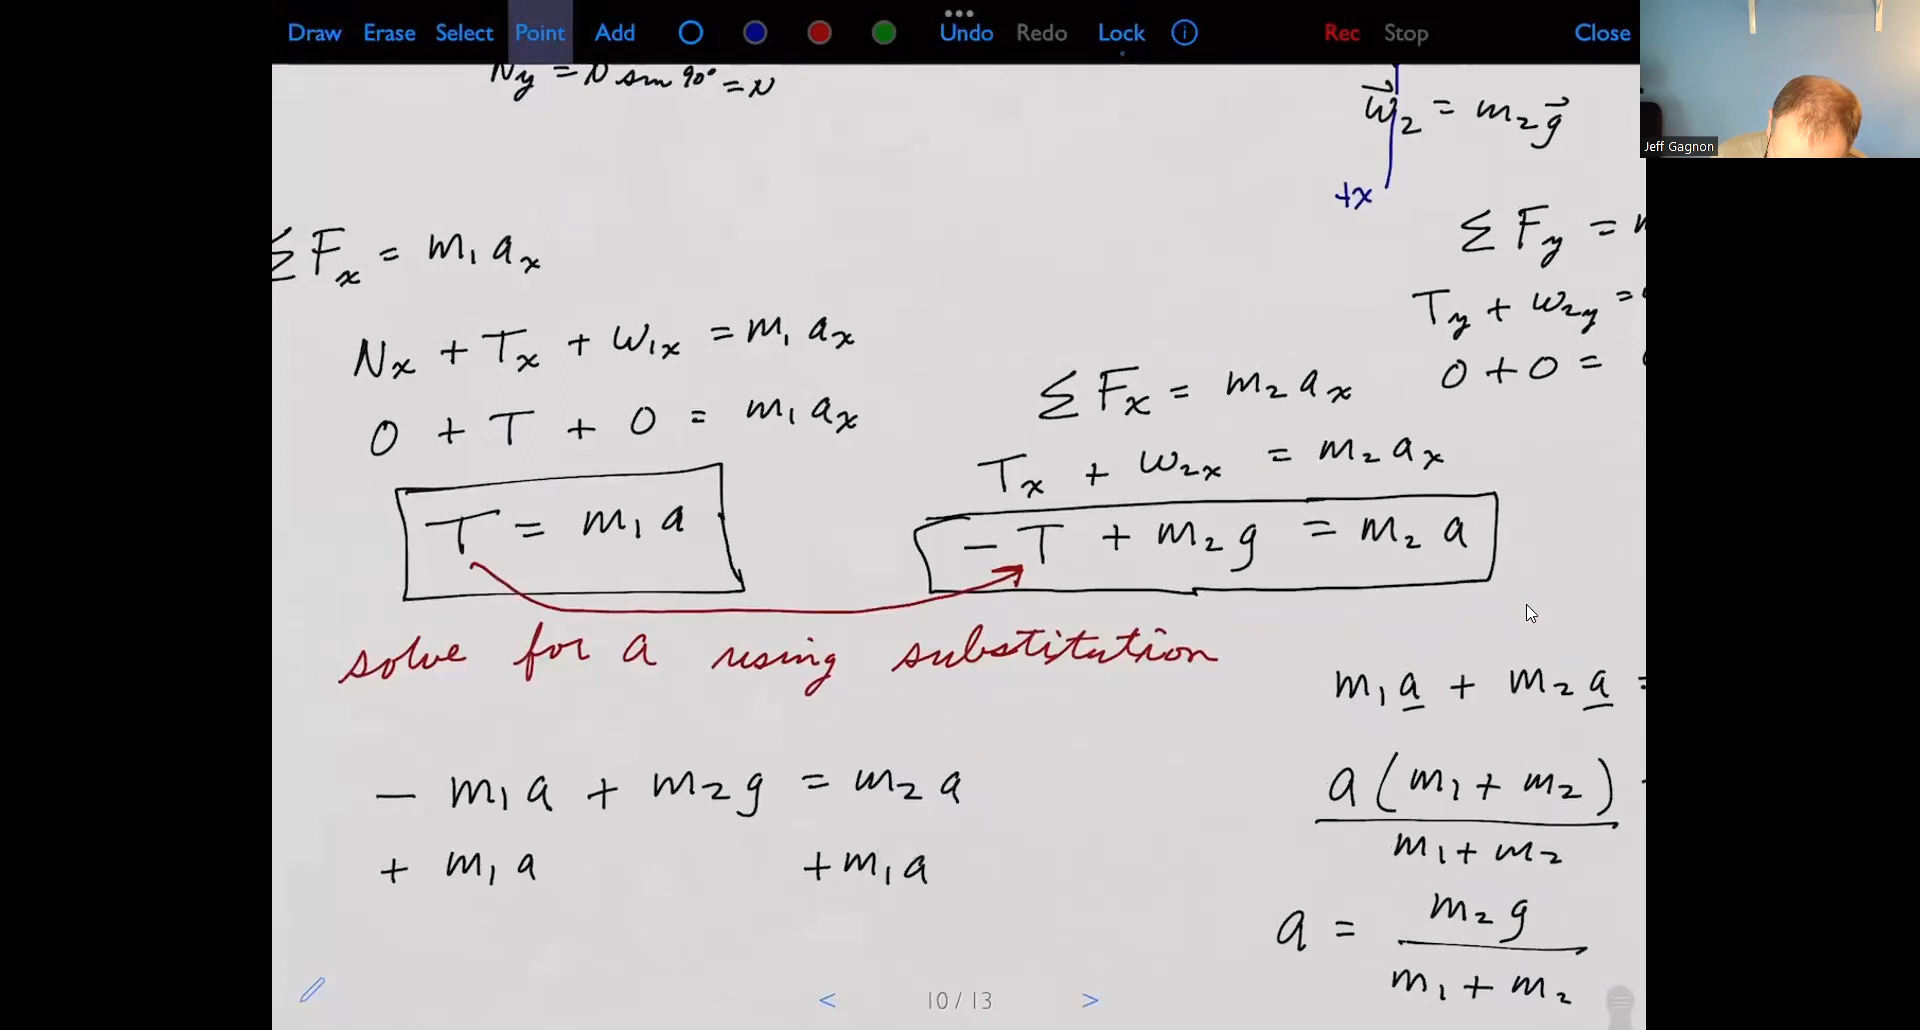 Draw Erase Select Point Add Undo Redo Lock Rec Stop Close
Jeff Gagnon
Ny = N sin 90° = N
w⃗₂ = m₂g⃗
+x
ΣFₓ = m₁aₓ
Nₓ + Tₓ + w₁ₓ = m₁aₓ
0 + T + 0 = m₁aₓ
T = m₁a
ΣFy =
Ty + w₂y =
0 + 0 =
ΣFₓ = m₂aₓ
Tₓ + w₂ₓ = m₂aₓ
- T + m₂g = m₂a
solve for a using substitution
- m₁a + m₂g = m₂a
+ m₁a +m₁a
m₁a + m₂a =
a(m₁ + m₂)
m₁ + m₂
a = m₂g
m₁ + m₂
< 10 / 13 >